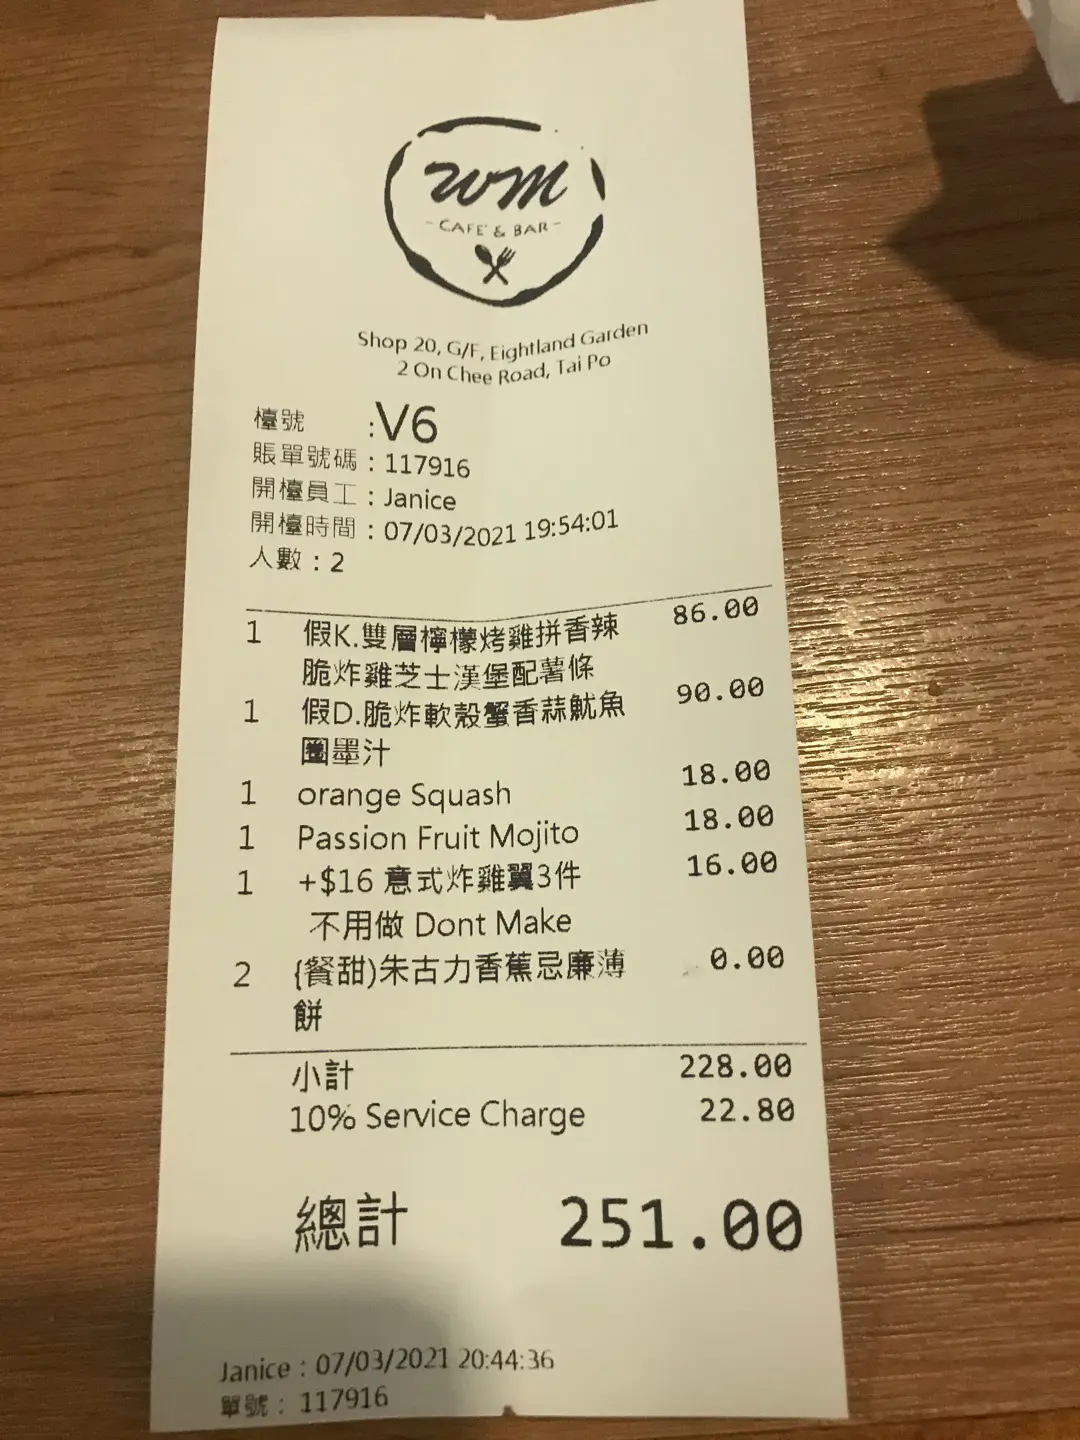 wm
- CAFE' & BAR -
Shop 20, G/F, Eightland Garden
2 On Chee Road, Tai Po
檯號 :V6
賬單號碼 : 117916
開檯員工 : Janice
開檯時間 : 07/03/2021 19:54:01
人數 : 2
1 假K.雙層檸檬烤雞拼香辣 86.00
脆炸雞芝士漢堡配薯條
1 假D.脆炸軟殼蟹香蒜魷魚 90.00
圈墨汁
1 orange Squash 18.00
1 Passion Fruit Mojito 18.00
1 +$16 意式炸雞翼3件 16.00
不用做 Dont Make
2 {餐甜)朱古力香蕉忌廉薄 0.00
餅
小計 228.00
10% Service Charge 22.80
總計 251.00
Janice : 07/03/2021 20:44:36
單號 : 117916